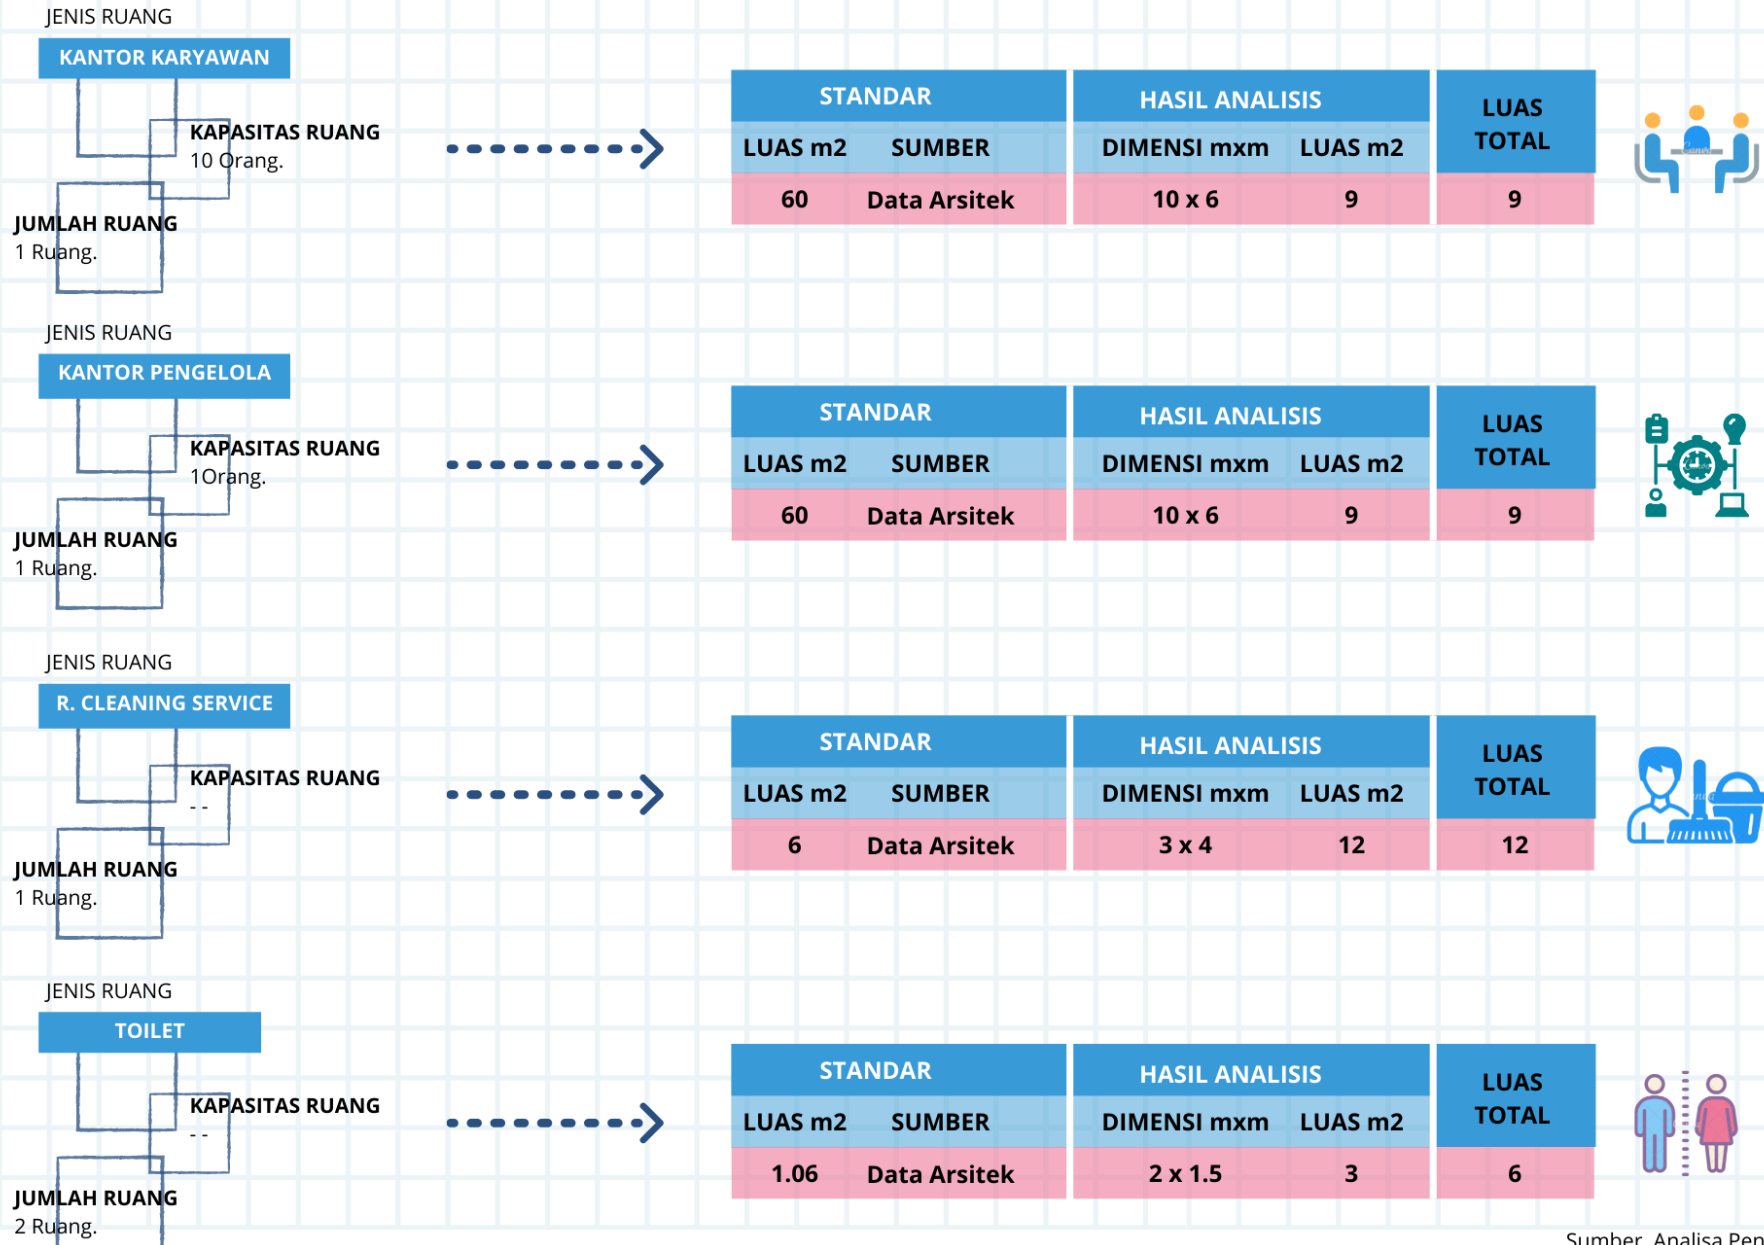 JENIS RUANG
KANTOR KARYAWAN
KAPASITAS RUANG
10 Orang.
JUMLAH RUANG
1 Ruang.
STANDAR
HASIL ANALISIS
LUAS TOTAL
LUAS m2 SUMBER
DIMENSI mxm LUAS m2
60 Data Arsitek
10 x 6 9
9
JENIS RUANG
KANTOR PENGELOLA
KAPASITAS RUANG
1Orang.
JUMLAH RUANG
1 Ruang.
STANDAR
HASIL ANALISIS
LUAS TOTAL
LUAS m2 SUMBER
DIMENSI mxm LUAS m2
60 Data Arsitek
10 x 6 9
9
JENIS RUANG
R. CLEANING SERVICE
KAPASITAS RUANG
- -
JUMLAH RUANG
1 Ruang.
STANDAR
HASIL ANALISIS
LUAS TOTAL
LUAS m2 SUMBER
DIMENSI mxm LUAS m2
6 Data Arsitek
3 x 4 12
12
JENIS RUANG
TOILET
KAPASITAS RUANG
- -
JUMLAH RUANG
2 Ruang.
STANDAR
HASIL ANALISIS
LUAS TOTAL
LUAS m2 SUMBER
DIMENSI mxm LUAS m2
1.06 Data Arsitek
2 x 1.5 3
6
Sumber Analisa